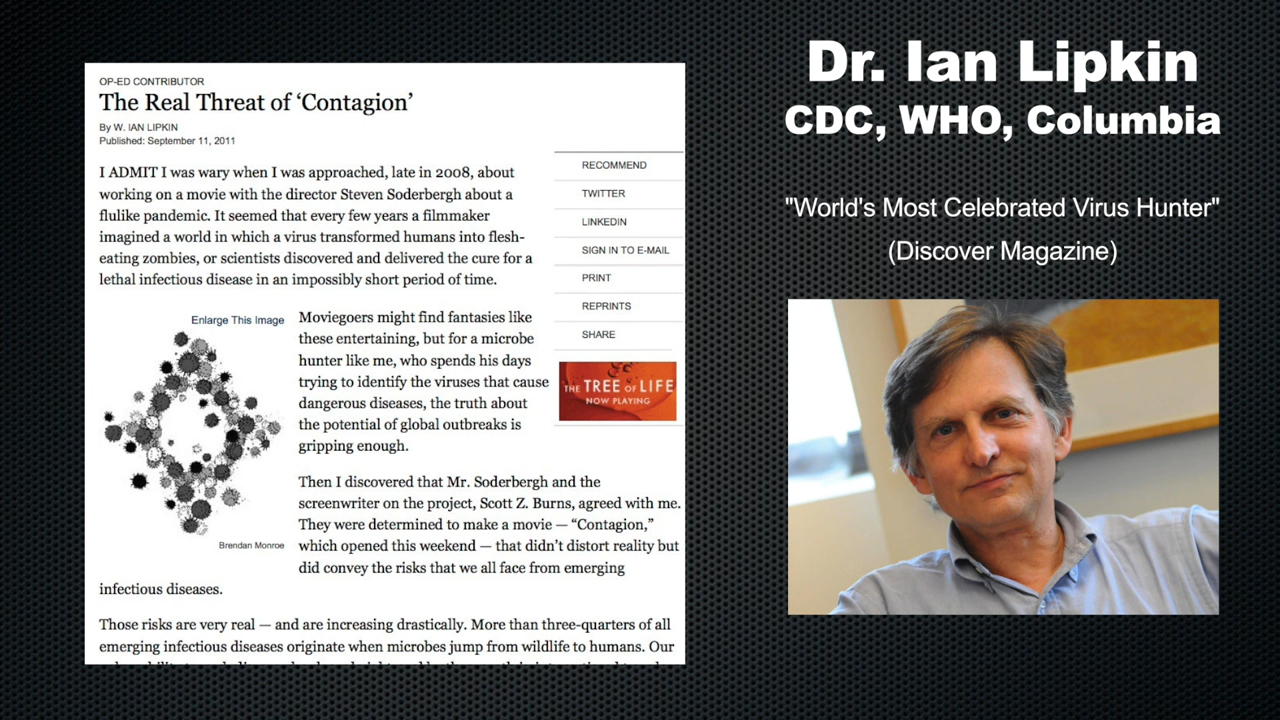 OP-ED CONTRIBUTOR
The Real Threat of ‘Contagion’
By W. IAN LIPKIN
Published: September 11, 2011
I ADMIT I was wary when I was approached, late in 2008, about
working on a movie with the director Steven Soderbergh about a
flulike pandemic. It seemed that every few years a filmmaker
imagined a world in which a virus transformed humans into flesh-
eating zombies, or scientists discovered and delivered the cure for a
lethal infectious disease in an impossibly short period of time.
Enlarge This Image
Brendan Monroe
Moviegoers might find fantasies like
these entertaining, but for a microbe
hunter like me, who spends his days
trying to identify the viruses that cause
dangerous diseases, the truth about
the potential of global outbreaks is
gripping enough.
Then I discovered that Mr. Soderbergh and the
screenwriter on the project, Scott Z. Burns, agreed with me.
They were determined to make a movie — “Contagion,”
which opened this weekend — that didn’t distort reality but
did convey the risks that we all face from emerging
infectious diseases.
Those risks are very real — and are increasing drastically. More than three-quarters of all
emerging infectious diseases originate when microbes jump from wildlife to humans. Our
RECOMMEND
TWITTER
LINKEDIN
SIGN IN TO E-MAIL
PRINT
REPRINTS
SHARE
THE TREE OF LIFE
NOW PLAYING
Dr. Ian Lipkin
CDC, WHO, Columbia
"World's Most Celebrated Virus Hunter"
(Discover Magazine)